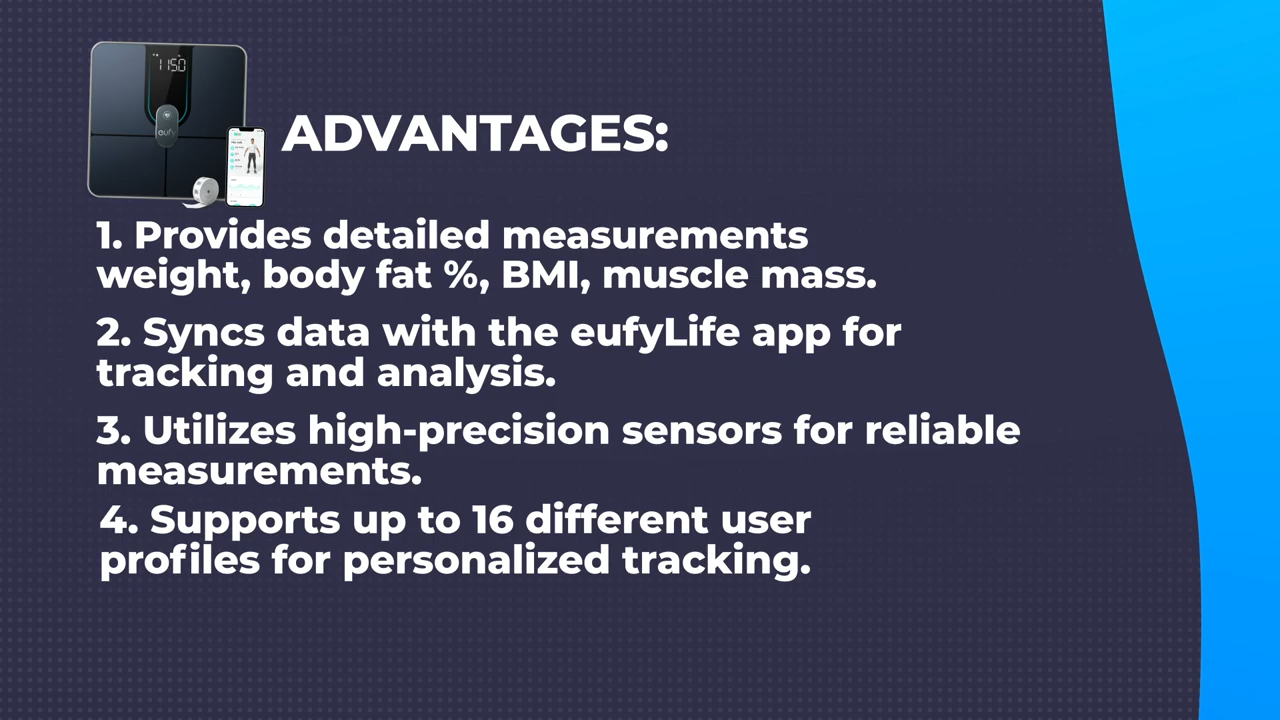 115.0
eufy
ADVANTAGES:
1. Provides detailed measurements
weight, body fat %, BMI, muscle mass.
2. Syncs data with the eufyLife app for
tracking and analysis.
3. Utilizes high-precision sensors for reliable
measurements.
4. Supports up to 16 different user
profiles for personalized tracking.